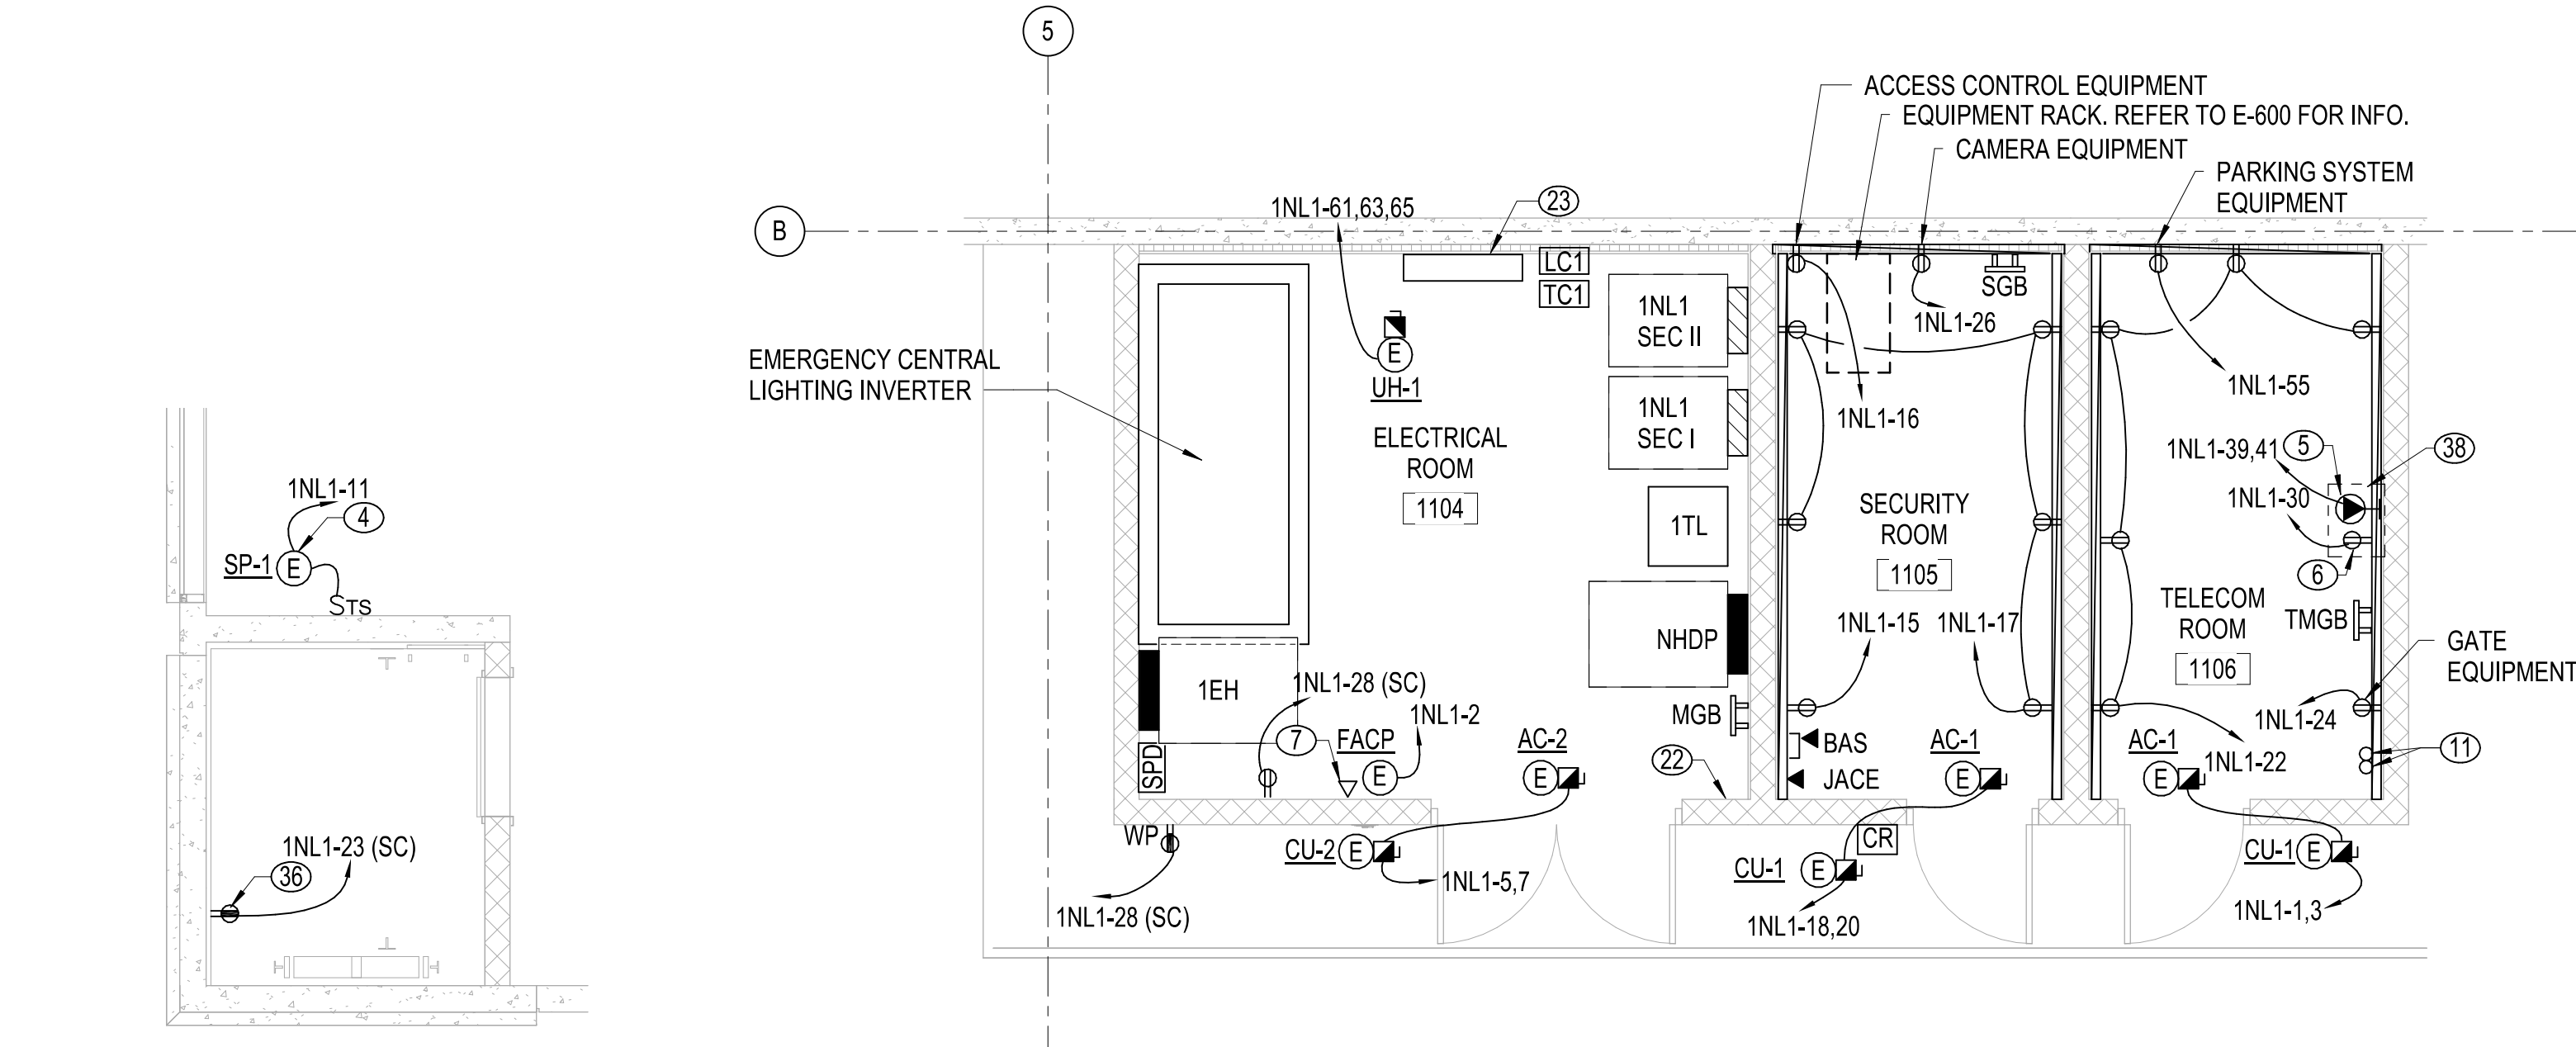 5
ACCESS CONTROL EQUIPMENT
EQUIPMENT RACK. REFER TO E-600 FOR INFO.
CAMERA EQUIPMENT
PARKING SYSTEM
EQUIPMENT
B
1NL1-61,63,65
23
LC1
TC1
1NL1
SEC II
SGB
1NL1-26
EMERGENCY CENTRAL
LIGHTING INVERTER
E
UH-1
1NL1-55
1NL1
SEC I
1NL1-16
ELECTRICAL
ROOM
1104
1NL1-39,41
5
38
1NL1-30
1NL1-11
4
SP-1
E
STS
1TL
SECURITY
ROOM
1105
6
TELECOM
ROOM
1106
TMGB
NHDP
1NL1-15
1NL1-17
GATE
EQUIPMENT
1EH
1NL1-28 (SC)
1NL1-2
MGB
1NL1-24
SPD
7
FACP
E
AC-2
E
22
BAS
JACE
AC-1
E
AC-1
E
1NL1-22
11
WP
CU-2
E
CR
CU-1
E
CU-1
E
1NL1-23 (SC)
36
1NL1-5,7
1NL1-28 (SC)
1NL1-18,20
1NL1-1,3